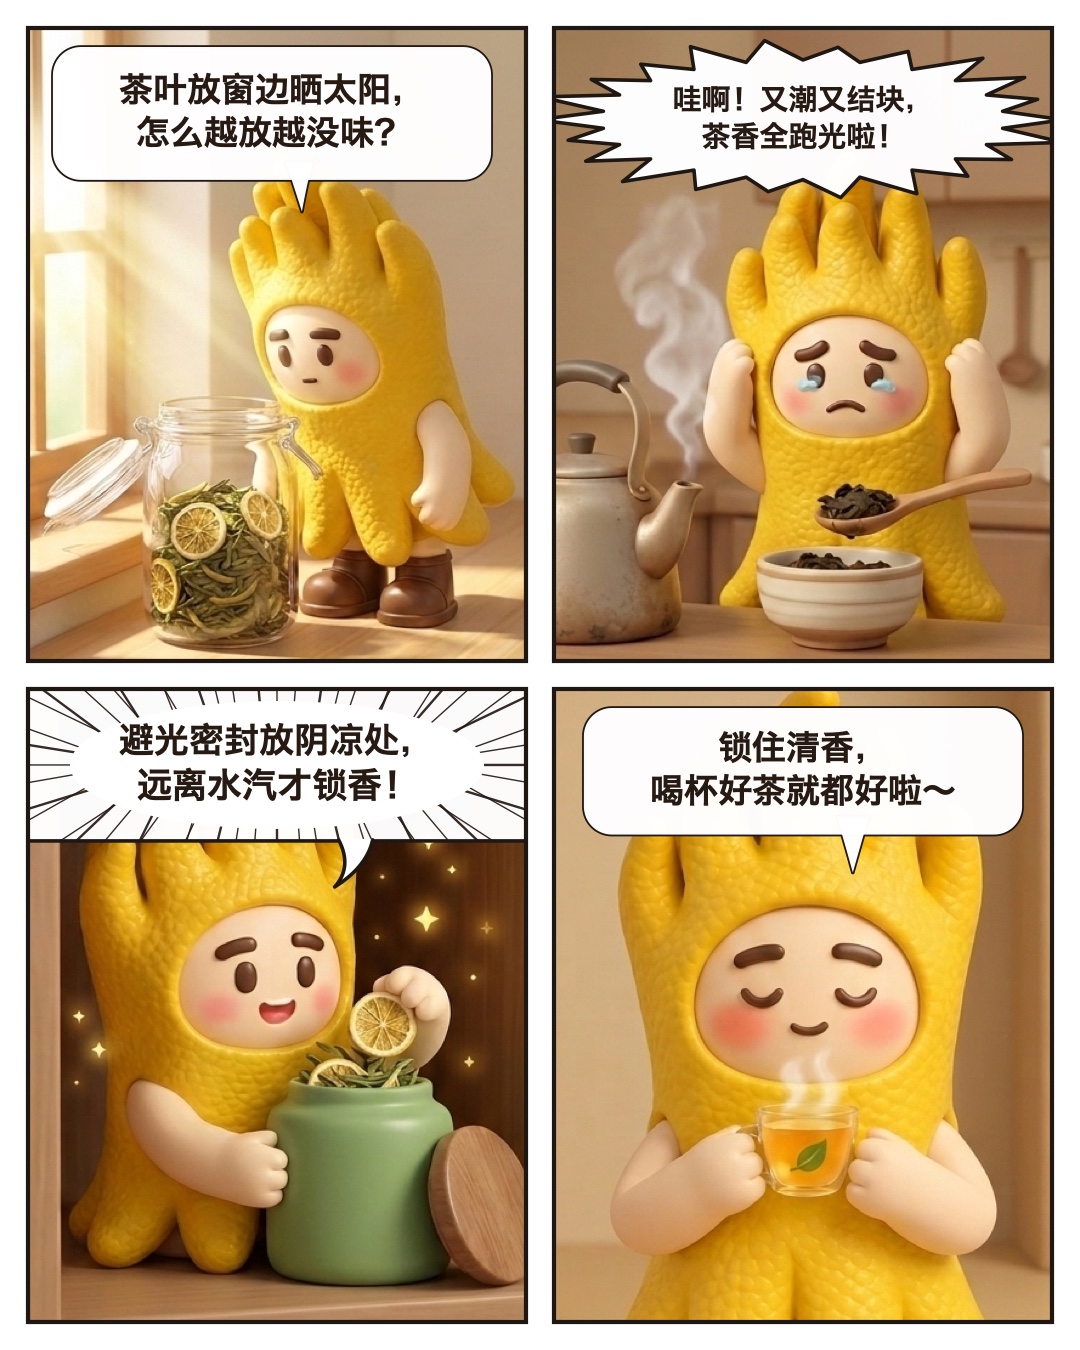 茶叶放窗边晒太阳，
怎么越放越没味？
哇啊！又潮又结块，
茶香全跑光啦！
避光密封放阴凉处，
远离水汽才锁香！
锁住清香，
喝杯好茶就都好啦～